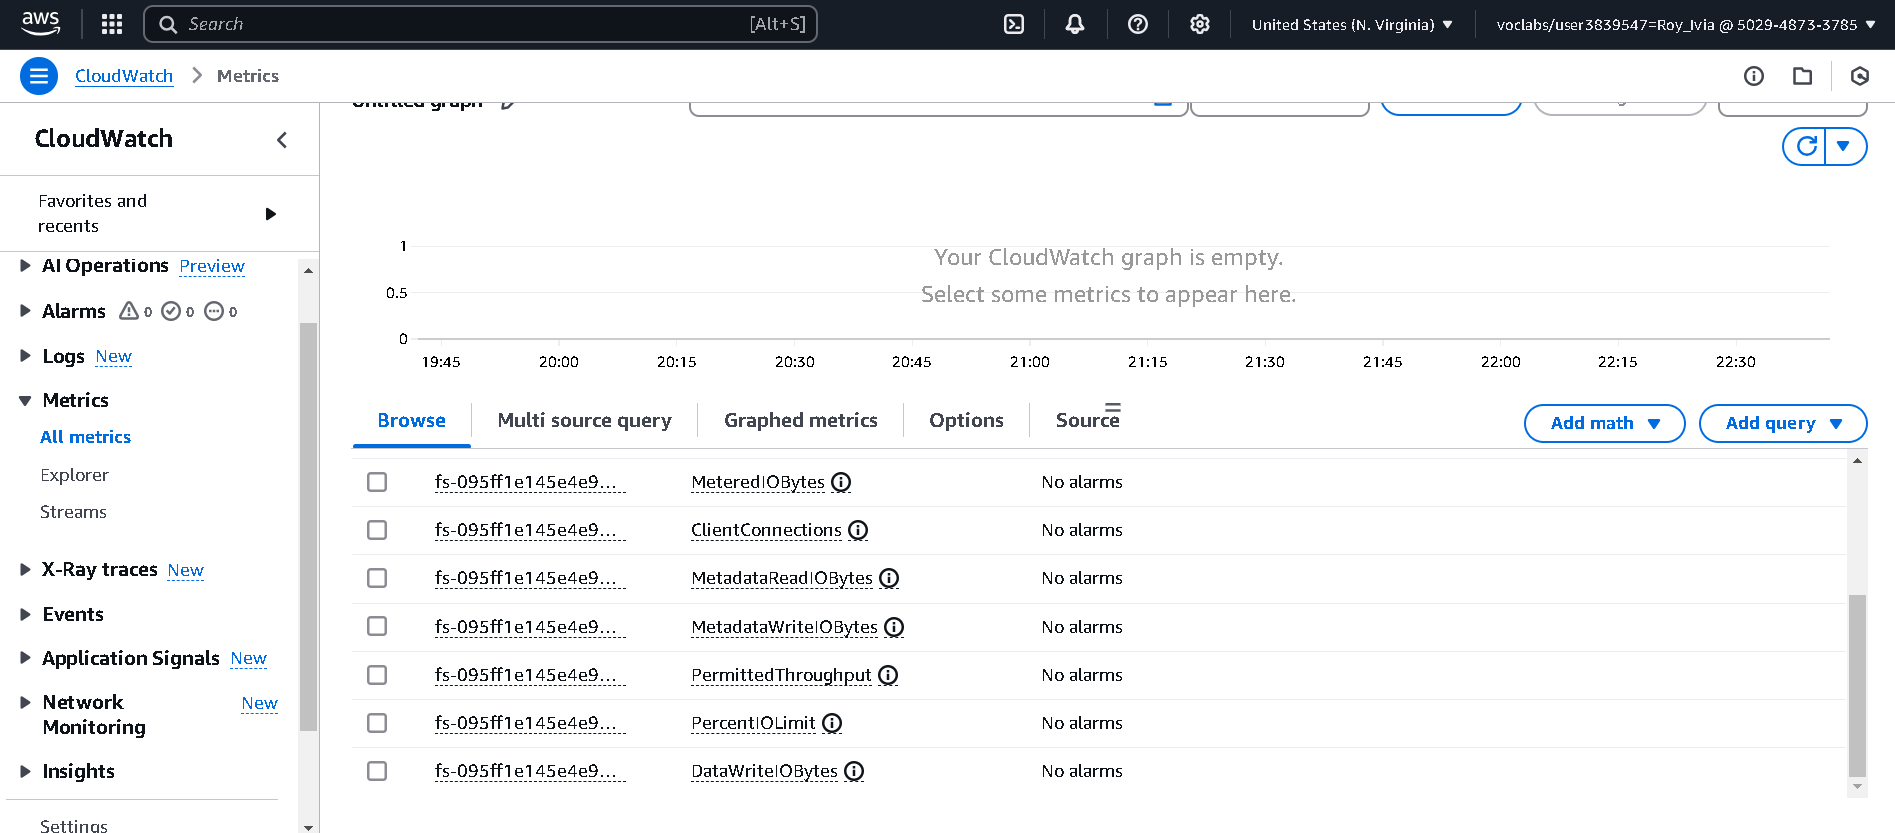 aws
Search
[Alt+S]
United States (N. Virginia)
voclabs/user3839547=Roy_Ivia @ 5029-4873-3785
CloudWatch
Metrics
CloudWatch
Untitled graph
Favorites and
recents
AI Operations Preview
Alarms 0 0 0
Logs New
Metrics
All metrics
Explorer
Streams
X-Ray traces New
Events
Application Signals New
Network New
Monitoring
Insights
Settings
Your CloudWatch graph is empty.
Select some metrics to appear here.
1
0.5
0
19:45 20:00 20:15 20:30 20:45 21:00 21:15 21:30 21:45 22:00 22:15 22:30
Browse Multi source query Graphed metrics Options Source Add math Add query
fs-095ff1e145e4e9... MeteredIOBytes No alarms
fs-095ff1e145e4e9... ClientConnections No alarms
fs-095ff1e145e4e9... MetadataReadIOBytes No alarms
fs-095ff1e145e4e9... MetadataWriteIOBytes No alarms
fs-095ff1e145e4e9... PermittedThroughput No alarms
fs-095ff1e145e4e9... PercentIOLimit No alarms
fs-095ff1e145e4e9... DataWriteIOBytes No alarms